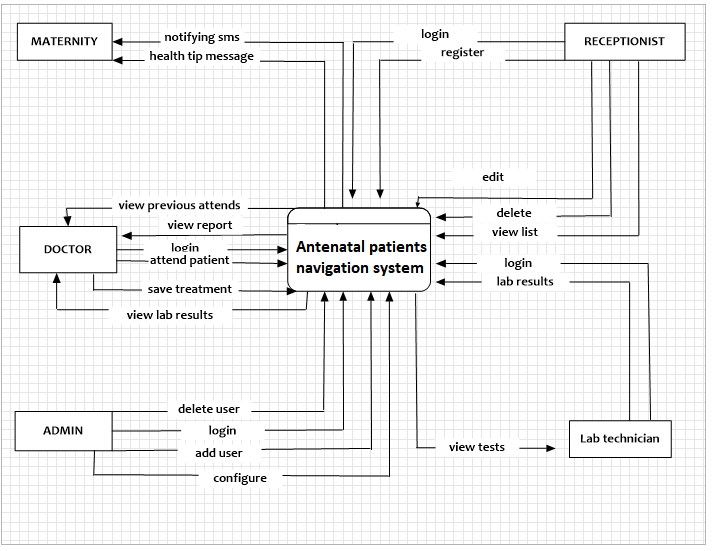 MATERNITY
notifying sms
health tip message
login
register
RECEPTIONIST
edit
delete
view list
view previous attends
view report
DOCTOR
login
attend patient
save treatment
view lab results
Antenatal patients
navigation system
login
lab results
ADMIN
delete user
login
add user
configure
view tests
Lab technician